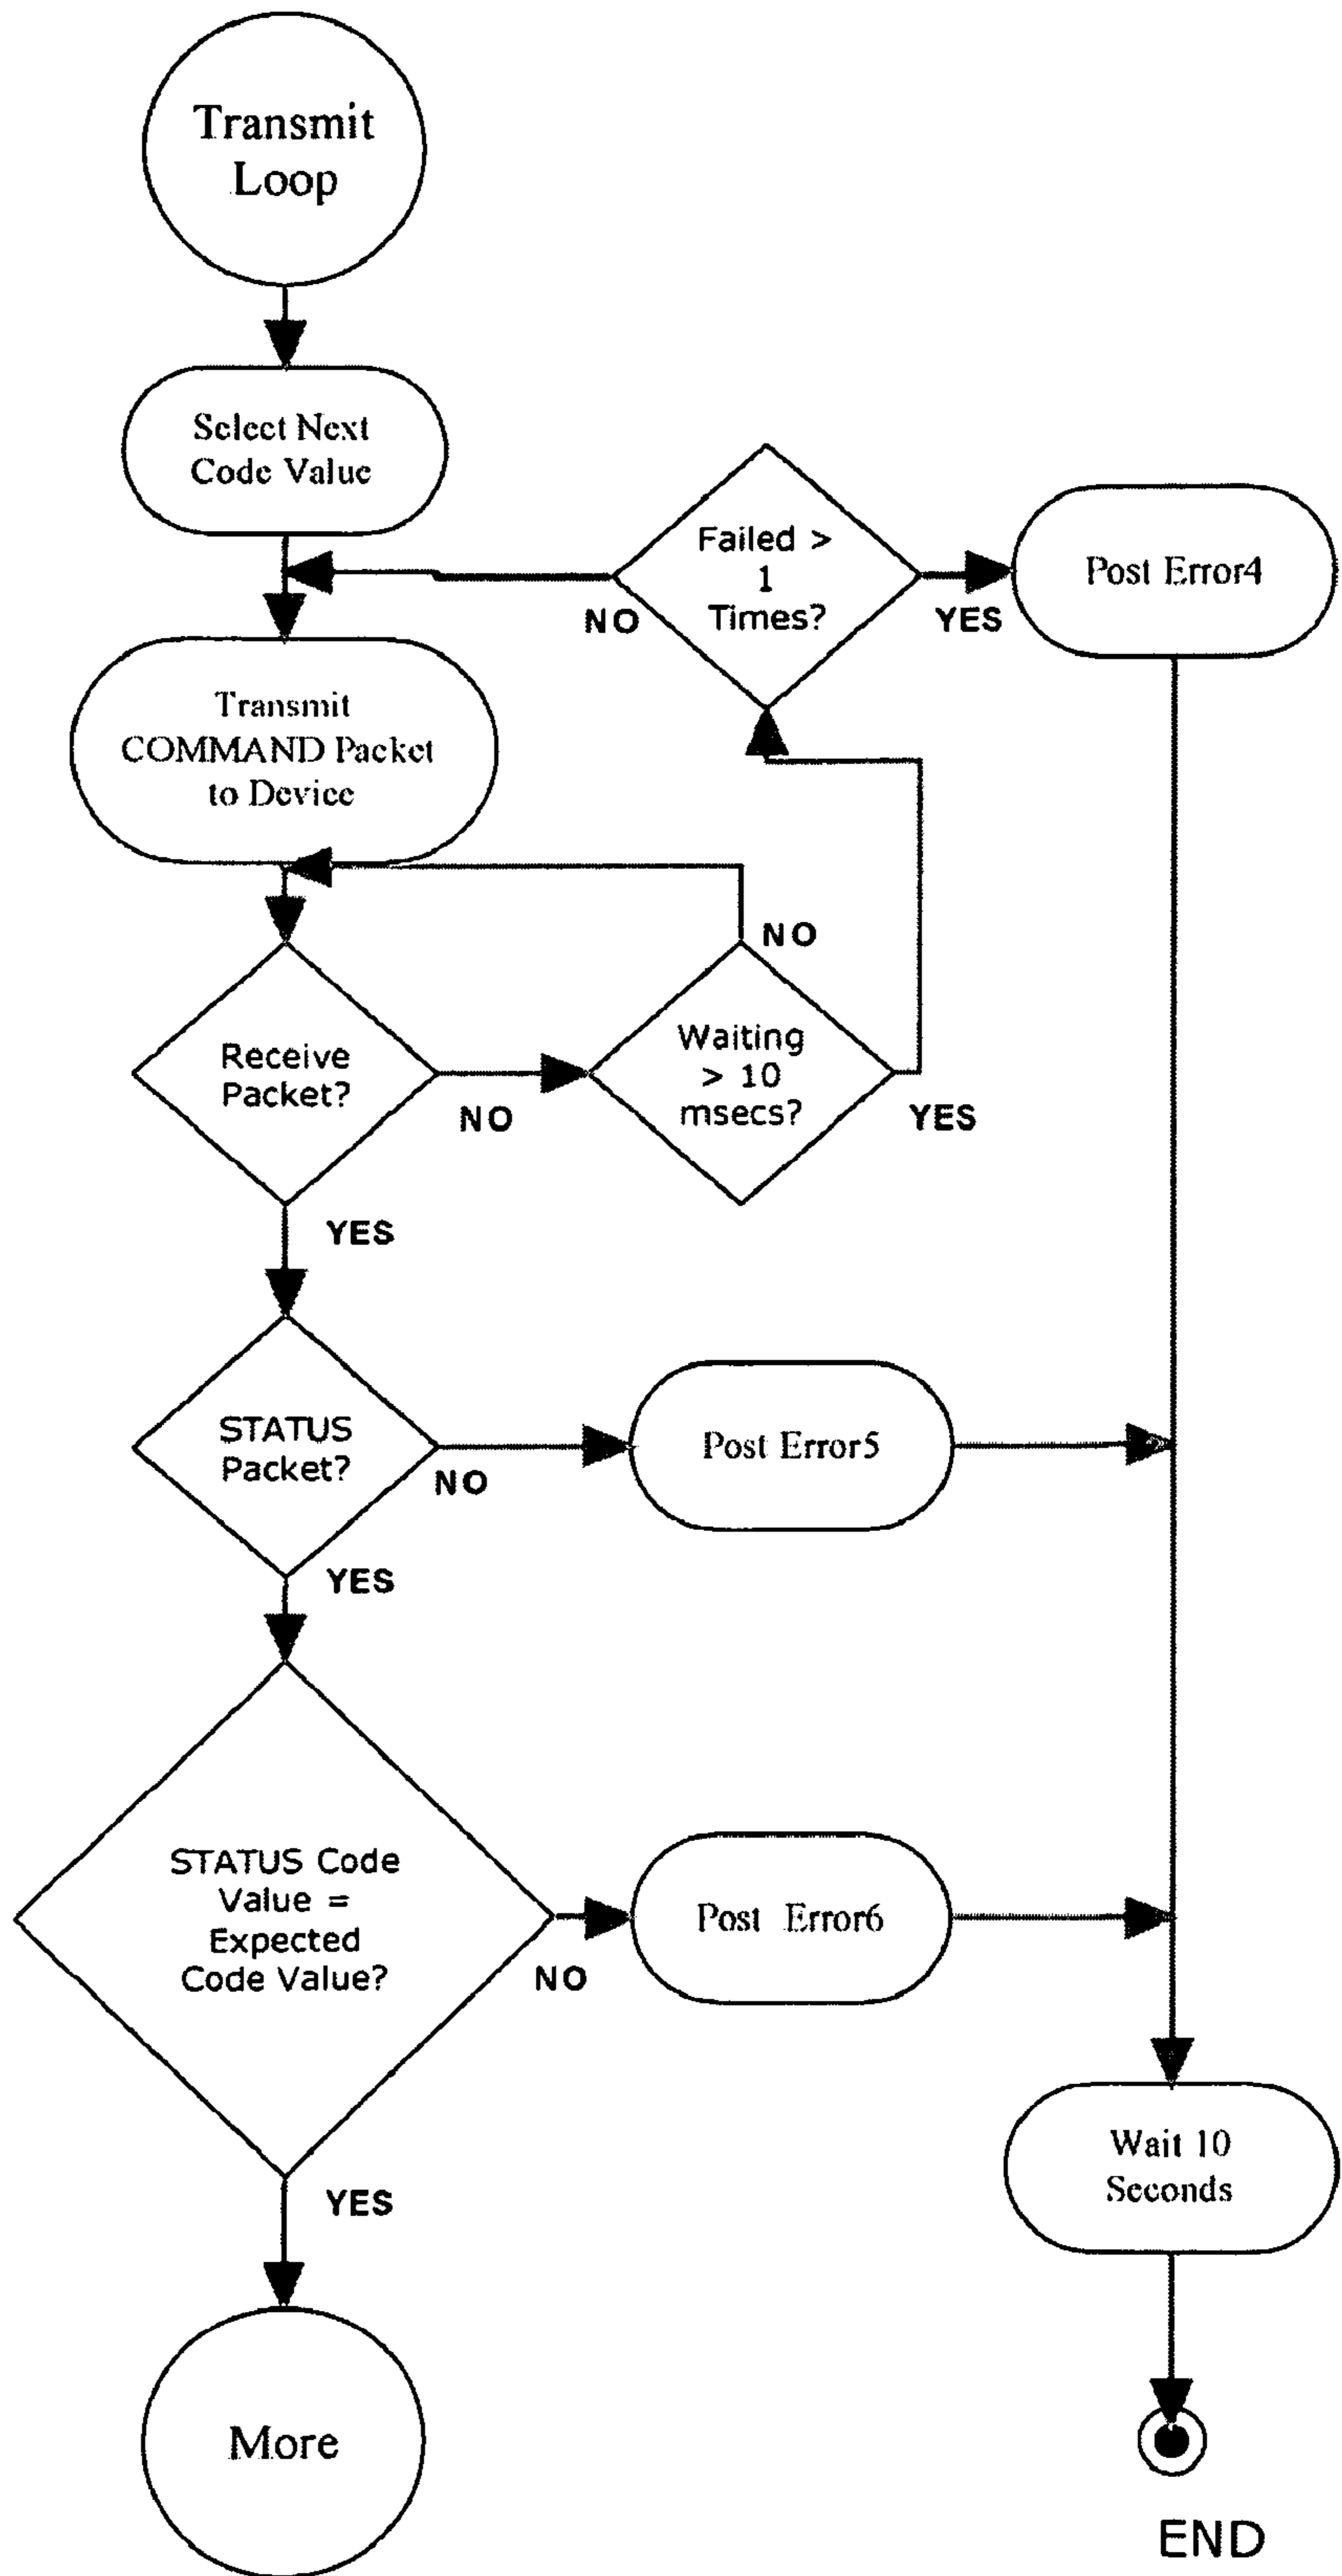 Transmit
Loop
Select Next
Code Value
Failed >
1
Times?
NO
YES
Post Error4
Transmit
COMMAND Packet
to Device
NO
Receive
Packet?
NO
Waiting
> 10
msecs?
YES
YES
STATUS
Packet?
NO
Post Error5
YES
STATUS Code
Value =
Expected
Code Value?
NO
Post Error6
YES
Wait 10
Seconds
More
END